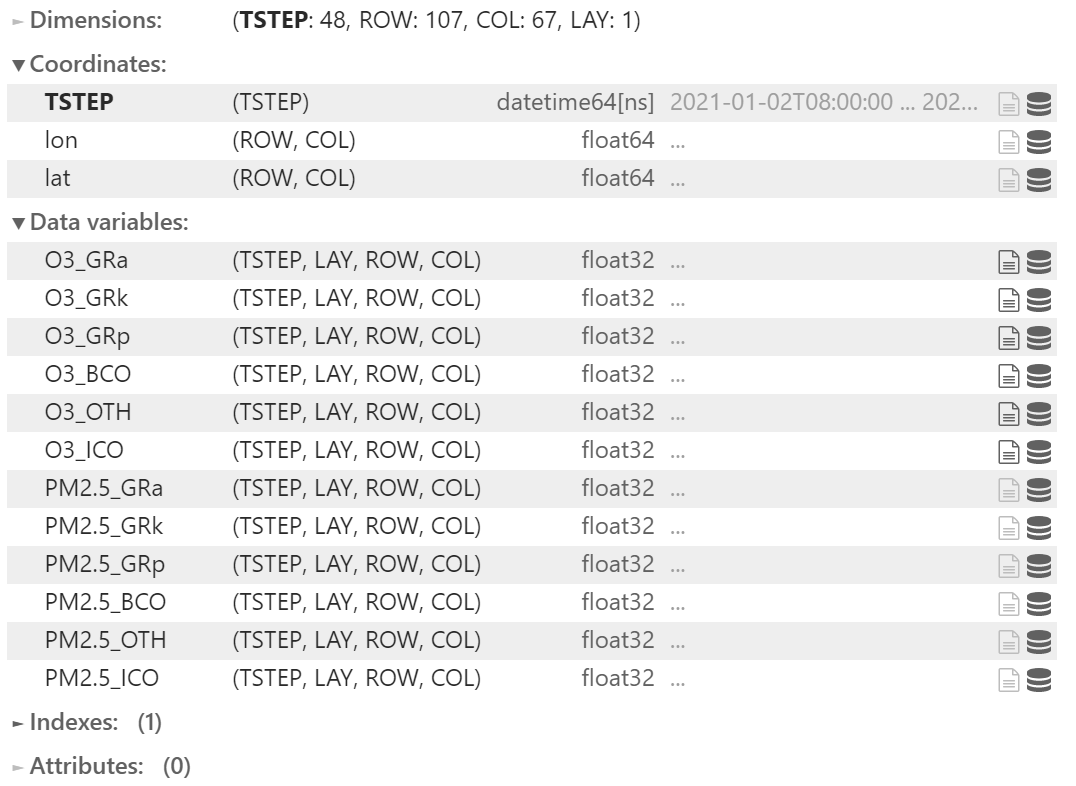 ► Dimensions: (TSTEP: 48, ROW: 107, COL: 67, LAY: 1)
▼ Coordinates:
TSTEP (TSTEP) datetime64[ns] 2021-01-02T08:00:00 ... 202...
lon (ROW, COL) float64 ...
lat (ROW, COL) float64 ...
▼ Data variables:
O3_GRa (TSTEP, LAY, ROW, COL) float32 ...
O3_GRk (TSTEP, LAY, ROW, COL) float32 ...
O3_GRp (TSTEP, LAY, ROW, COL) float32 ...
O3_BCO (TSTEP, LAY, ROW, COL) float32 ...
O3_OTH (TSTEP, LAY, ROW, COL) float32 ...
O3_ICO (TSTEP, LAY, ROW, COL) float32 ...
PM2.5_GRa (TSTEP, LAY, ROW, COL) float32 ...
PM2.5_GRk (TSTEP, LAY, ROW, COL) float32 ...
PM2.5_GRp (TSTEP, LAY, ROW, COL) float32 ...
PM2.5_BCO (TSTEP, LAY, ROW, COL) float32 ...
PM2.5_OTH (TSTEP, LAY, ROW, COL) float32 ...
PM2.5_ICO (TSTEP, LAY, ROW, COL) float32 ...
► Indexes: (1)
► Attributes: (0)